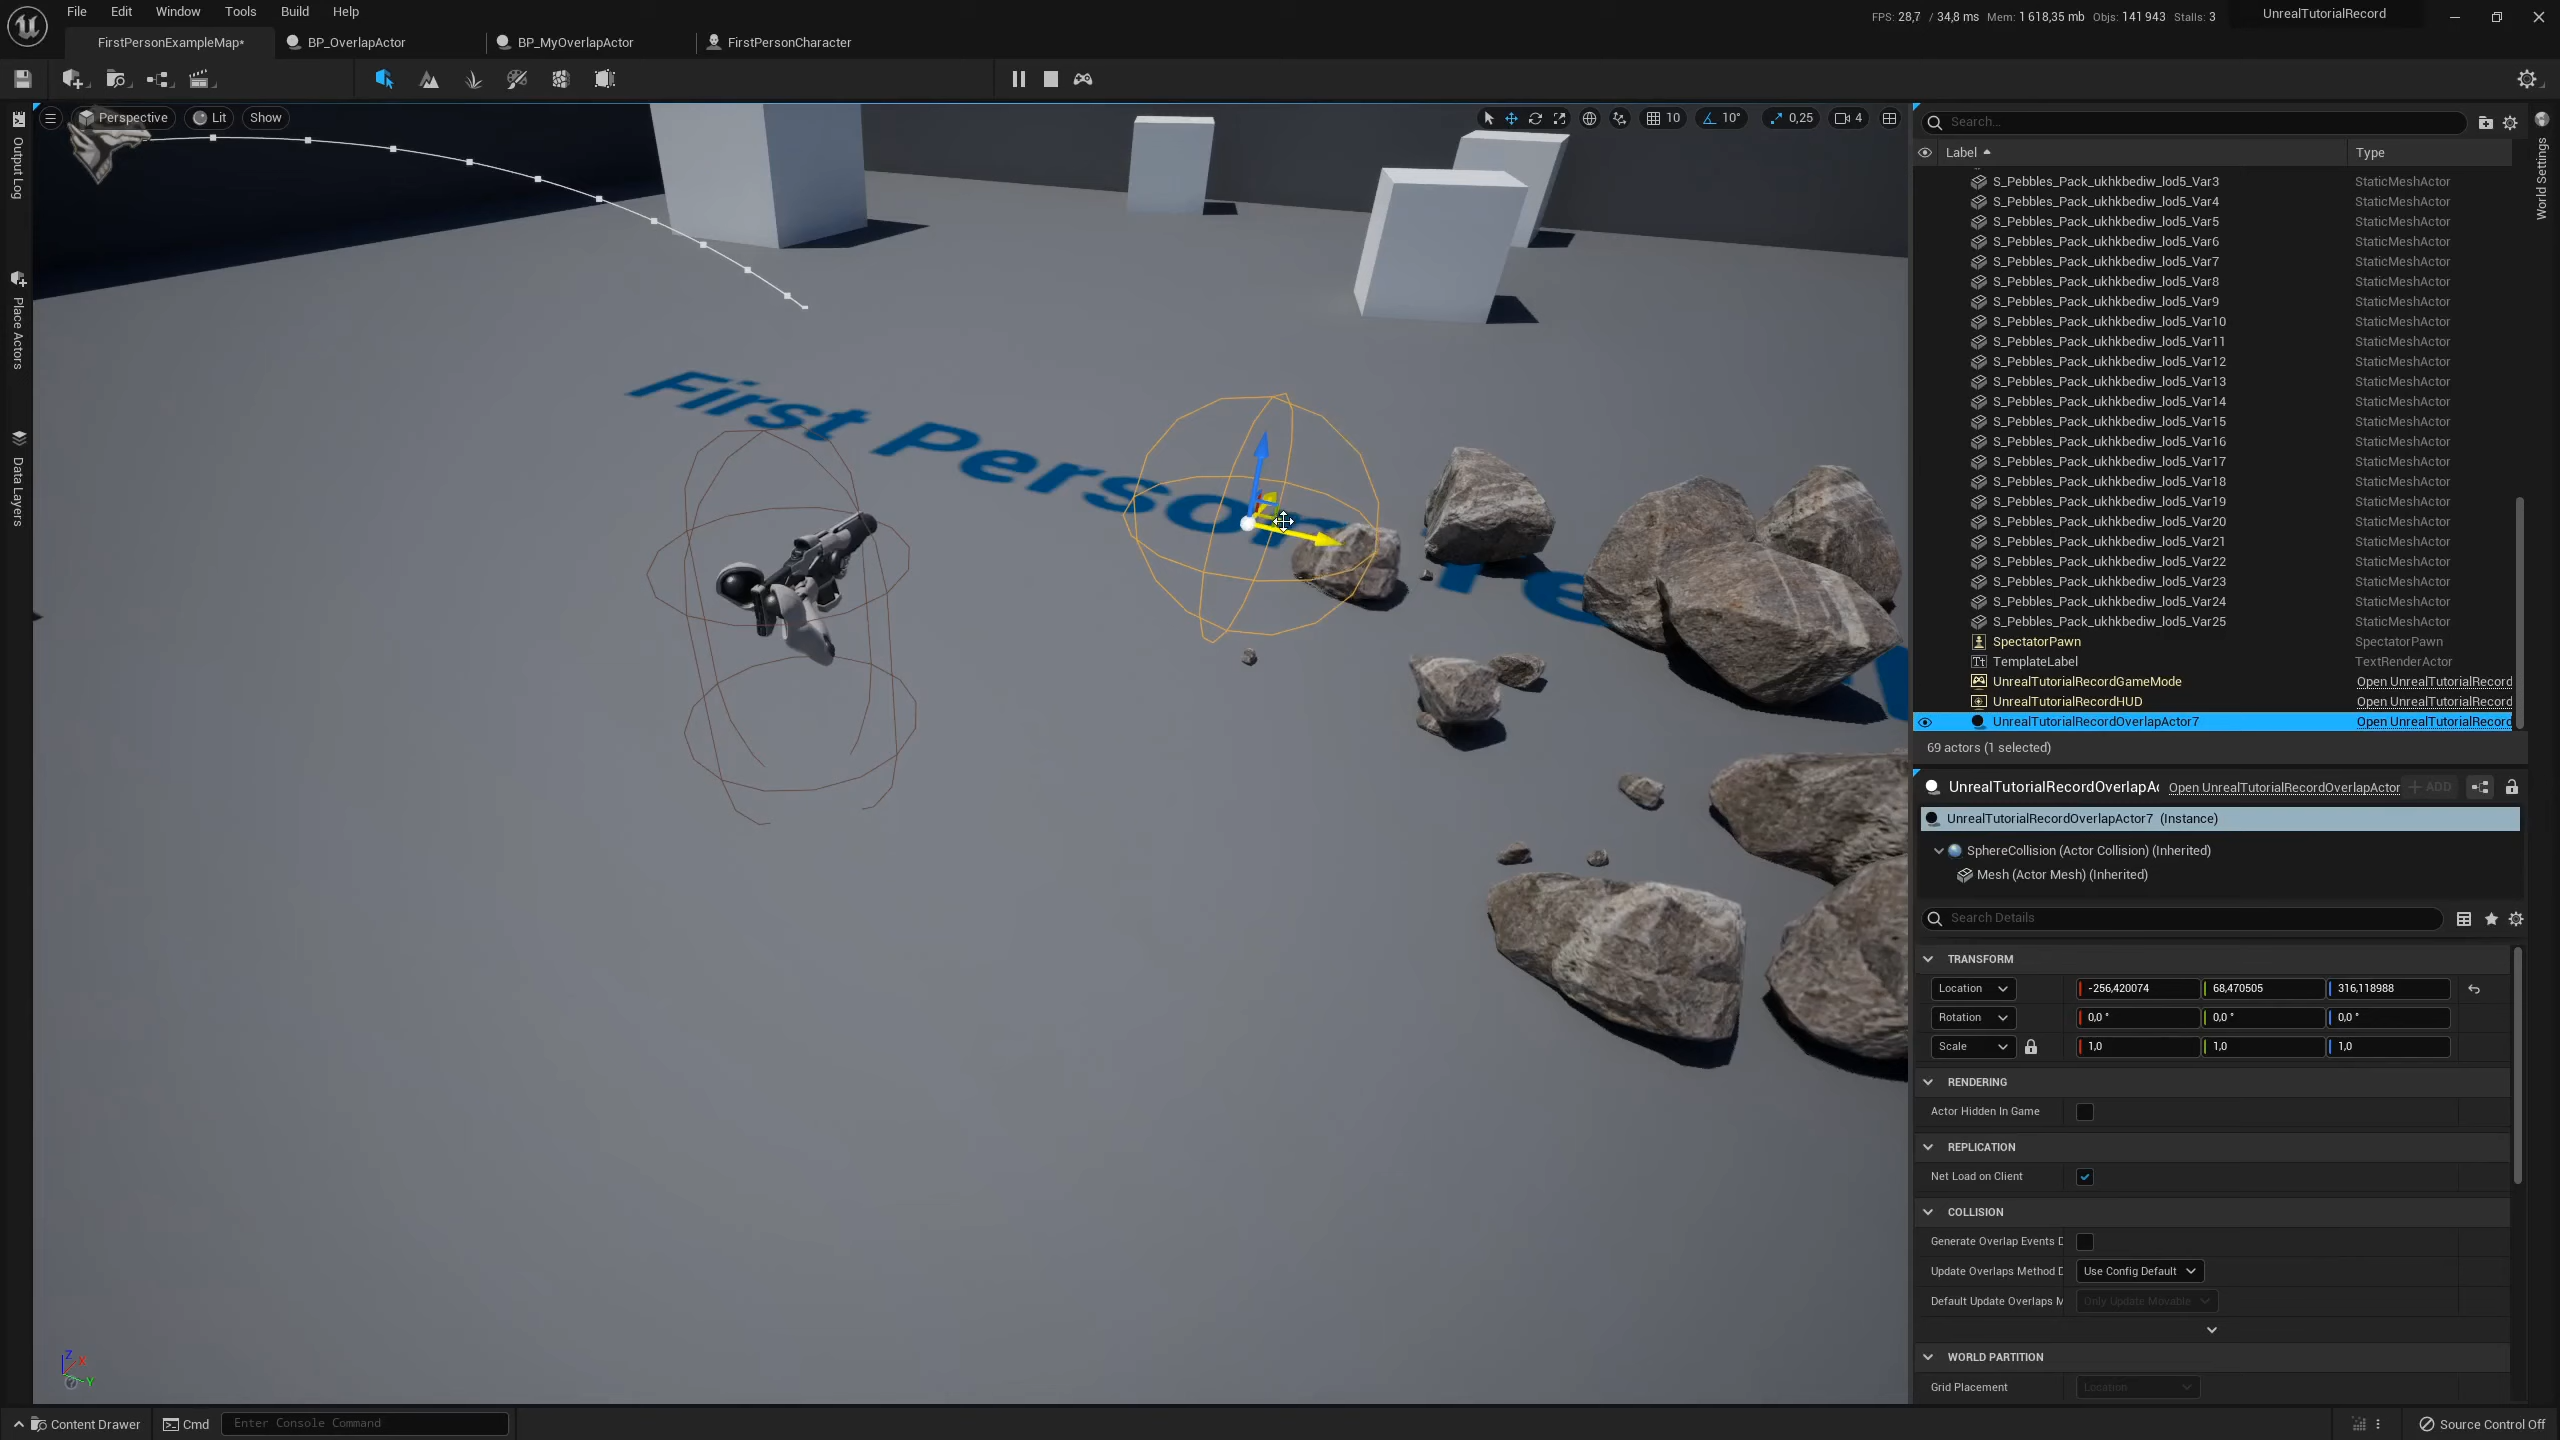 File Edit Window Tools Build Help
FPS: 28,7 / 34,8 ms Mem: 1 618,35 mb Objs: 141 943 Stalls: 3
UnrealTutorialRecord
FirstPersonExampleMap*
BP_OverlapActor
BP_MyOverlapActor
FirstPersonCharacter
Output Log
Place Actors
Data Layers
World Settings
Perspective
Lit
Show
10
10°
0,25
4
First Person
Te
Search...
Label
Type
S_Pebbles_Pack_ukhkbediw_lod5_Var3 StaticMeshActor
S_Pebbles_Pack_ukhkbediw_lod5_Var4 StaticMeshActor
S_Pebbles_Pack_ukhkbediw_lod5_Var5 StaticMeshActor
S_Pebbles_Pack_ukhkbediw_lod5_Var6 StaticMeshActor
S_Pebbles_Pack_ukhkbediw_lod5_Var7 StaticMeshActor
S_Pebbles_Pack_ukhkbediw_lod5_Var8 StaticMeshActor
S_Pebbles_Pack_ukhkbediw_lod5_Var9 StaticMeshActor
S_Pebbles_Pack_ukhkbediw_lod5_Var10 StaticMeshActor
S_Pebbles_Pack_ukhkbediw_lod5_Var11 StaticMeshActor
S_Pebbles_Pack_ukhkbediw_lod5_Var12 StaticMeshActor
S_Pebbles_Pack_ukhkbediw_lod5_Var13 StaticMeshActor
S_Pebbles_Pack_ukhkbediw_lod5_Var14 StaticMeshActor
S_Pebbles_Pack_ukhkbediw_lod5_Var15 StaticMeshActor
S_Pebbles_Pack_ukhkbediw_lod5_Var16 StaticMeshActor
S_Pebbles_Pack_ukhkbediw_lod5_Var17 StaticMeshActor
S_Pebbles_Pack_ukhkbediw_lod5_Var18 StaticMeshActor
S_Pebbles_Pack_ukhkbediw_lod5_Var19 StaticMeshActor
S_Pebbles_Pack_ukhkbediw_lod5_Var20 StaticMeshActor
S_Pebbles_Pack_ukhkbediw_lod5_Var21 StaticMeshActor
S_Pebbles_Pack_ukhkbediw_lod5_Var22 StaticMeshActor
S_Pebbles_Pack_ukhkbediw_lod5_Var23 StaticMeshActor
S_Pebbles_Pack_ukhkbediw_lod5_Var24 StaticMeshActor
S_Pebbles_Pack_ukhkbediw_lod5_Var25 StaticMeshActor
SpectatorPawn SpectatorPawn
TemplateLabel TextRenderActor
UnrealTutorialRecordGameMode Open UnrealTutorialRecord
UnrealTutorialRecordHUD Open UnrealTutorialRecord
UnrealTutorialRecordOverlapActor7 Open UnrealTutorialRecord
69 actors (1 selected)
UnrealTutorialRecordOverlapAc Open UnrealTutorialRecordOverlapActor + ADD
UnrealTutorialRecordOverlapActor7 (Instance)
SphereCollision (Actor Collision) (Inherited)
Mesh (Actor Mesh) (Inherited)
Search Details
TRANSFORM
Location -256,420074 68,470505 316,118988
Rotation 0,0 ° 0,0 ° 0,0 °
Scale 1,0 1,0 1,0
RENDERING
Actor Hidden In Game
REPLICATION
Net Load on Client
COLLISION
Generate Overlap Events D
Update Overlaps Method D Use Config Default
Default Update Overlaps M Only Update Movable
WORLD PARTITION
Grid Placement Location
Z
X
Y
Content Drawer
Cmd
Enter Console Command
Source Control Off